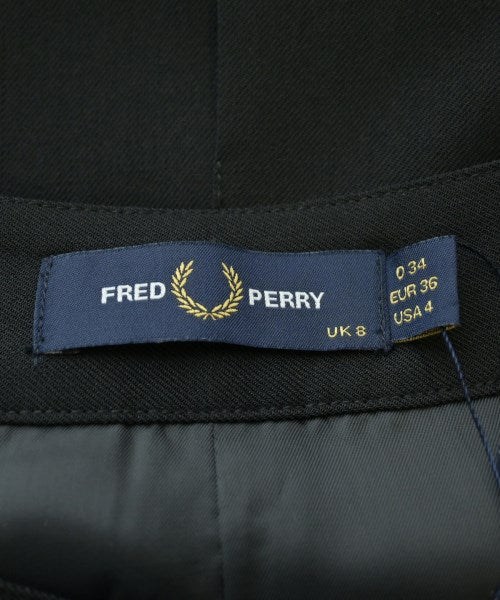 FRED PERRY
UK 8
D 34
EUR 36
USA 4